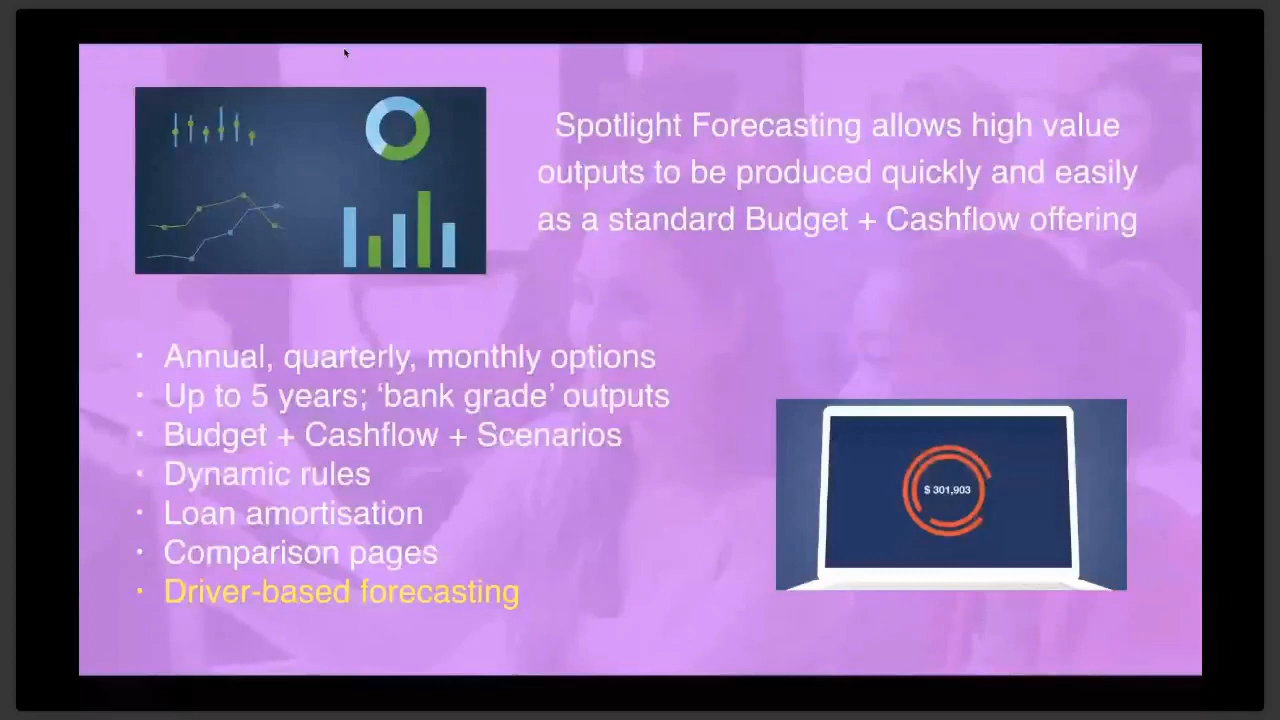 Spotlight Forecasting allows high value
outputs to be produced quickly and easily
as a standard Budget + Cashflow offering
· Annual, quarterly, monthly options
· Up to 5 years; ‘bank grade’ outputs
· Budget + Cashflow + Scenarios
· Dynamic rules
· Loan amortisation
· Comparison pages
· Driver-based forecasting
$ 301,903